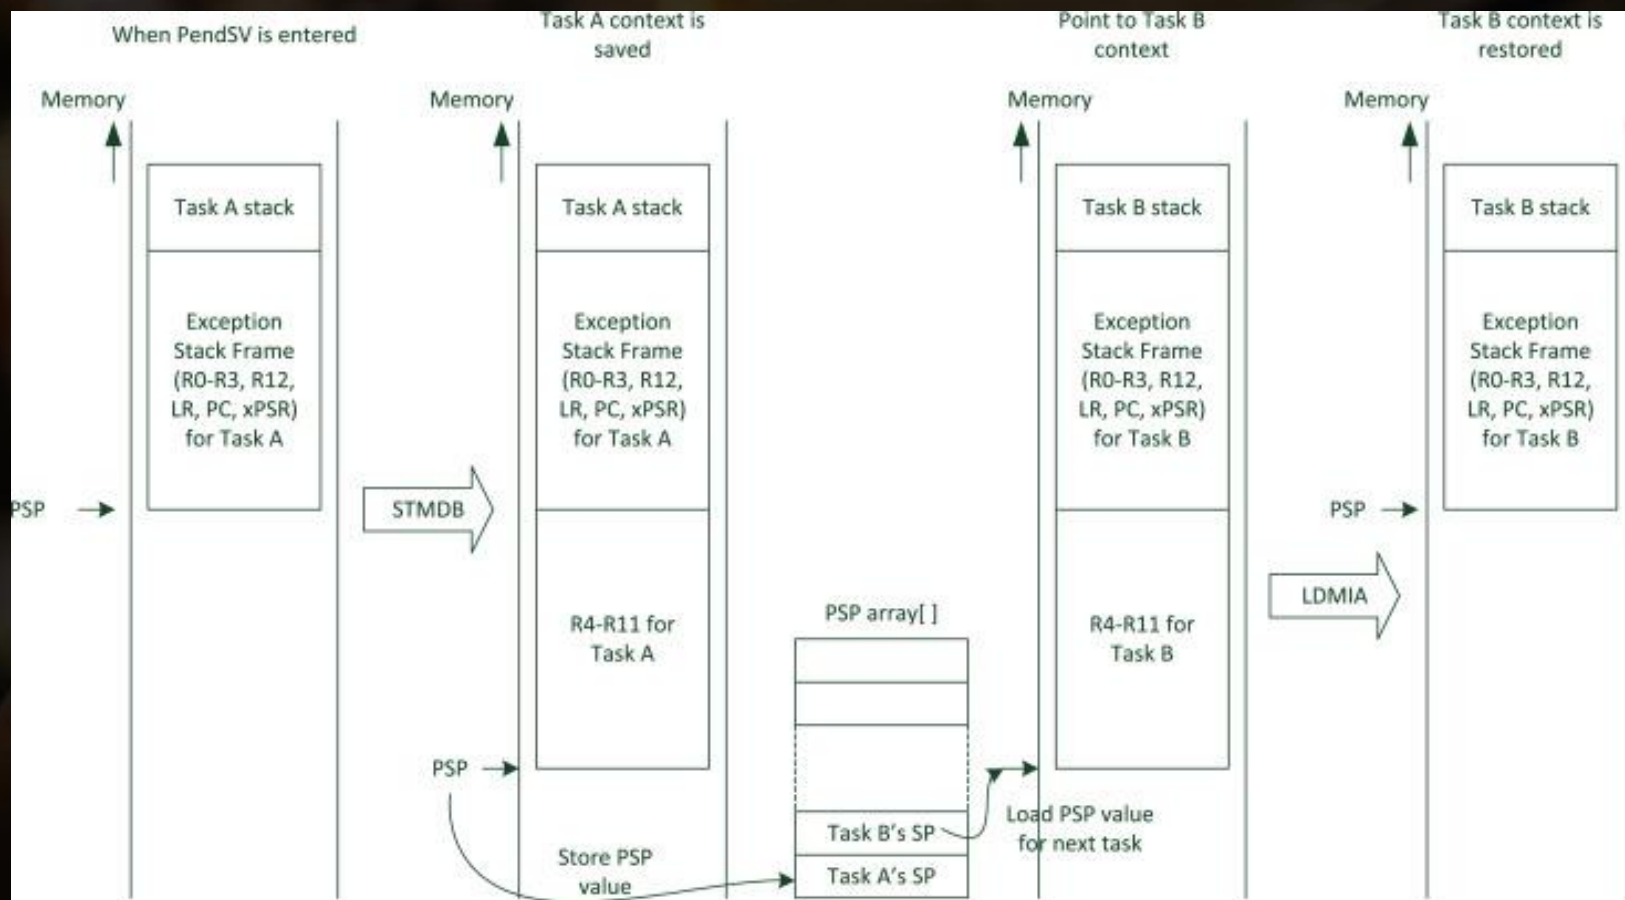 When PendSV is entered
Task A context is
saved
Point to Task B
context
Task B context is
restored
Memory
Memory
Memory
Memory
Task A stack
Task A stack
Task B stack
Task B stack
Exception
Stack Frame
(R0-R3, R12,
LR, PC, xPSR)
for Task A
Exception
Stack Frame
(R0-R3, R12,
LR, PC, xPSR)
for Task A
Exception
Stack Frame
(R0-R3, R12,
LR, PC, xPSR)
for Task B
Exception
Stack Frame
(R0-R3, R12,
LR, PC, xPSR)
for Task B
PSP
STMDB
PSP
LDMIA
R4-R11 for
Task A
PSP array[ ]
R4-R11 for
Task B
PSP
Load PSP value
for next task
Task B's SP
Store PSP
value
Task A's SP